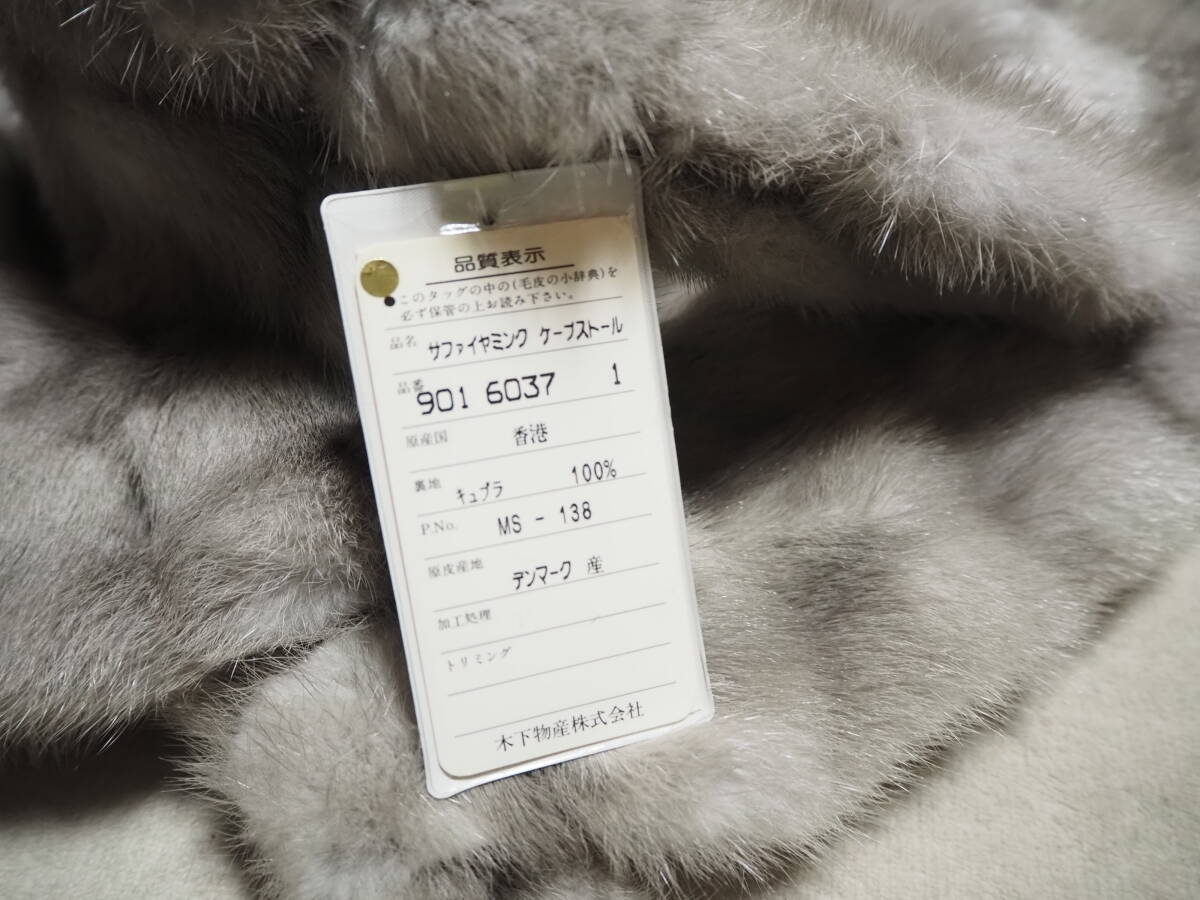 品質表示
●このタッグの中の(毛皮の小辞典)を
必ず保管の上お読み下さい。
品名 サファイヤミンク ケープストール
品番 901 6037 1
原産国 香港
裏地 キュプラ 100%
P.No. MS - 138
原皮産地 デンマーク 産
加工処理
トリミング
木下物産株式会社